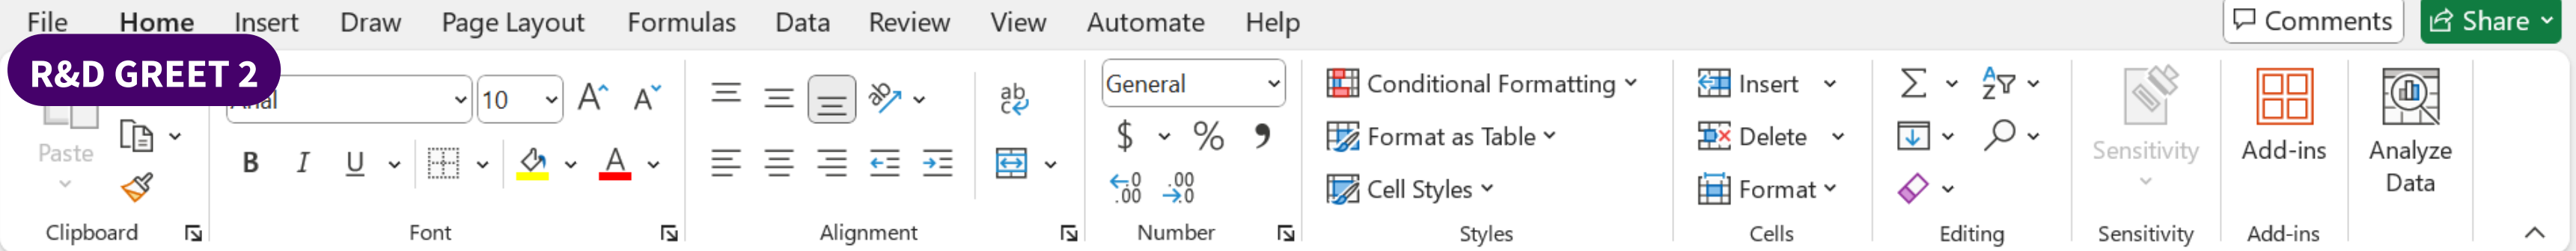 File Home Insert Draw Page Layout Formulas Data Review View Automate Help Comments Share
R&D GREET 2
10
General
Conditional Formatting
Insert
$ % ,
Format as Table
Delete
Cell Styles
Format
Paste
B I U
A
ab
Sensitivity
Add-ins
Analyze
Data
Clipboard Font Alignment Number Styles Cells Editing Sensitivity Add-ins